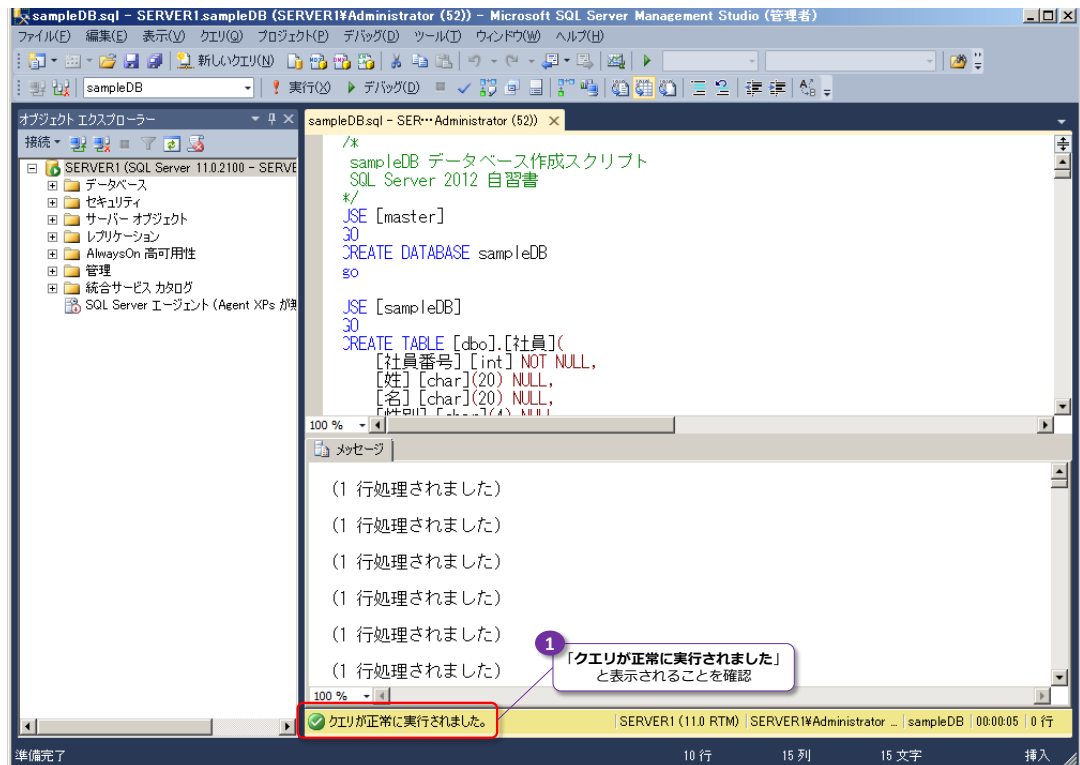 sampleDB.sql – SERVER1.sampleDB (SERVER1¥Administrator (52)) – Microsoft SQL Server Management Studio (管理者)
ファイル(F) 編集(E) 表示(V) クエリ(Q) プロジェクト(P) デバッグ(D) ツール(T) ウィンドウ(W) ヘルプ(H)
新しいクエリ(N)
sampleDB 実行(X) デバッグ(D)
オブジェクト エクスプローラー
接続
SERVER1 (SQL Server 11.0.2100 – SERVE
データベース
セキュリティ
サーバー オブジェクト
レプリケーション
AlwaysOn 高可用性
管理
統合サービス カタログ
SQL Server エージェント (Agent XPs が無
sampleDB.sql – SER…Administrator (52))
/*
sampleDB データベース作成スクリプト
SQL Server 2012 自習書
*/
USE [master]
GO
CREATE DATABASE sampleDB
go
USE [sampleDB]
GO
CREATE TABLE [dbo].[社員](
[社員番号] [int] NOT NULL,
[姓] [char](20) NULL,
[名] [char](20) NULL,
[性別] [char](4) NULL
100 %
メッセージ
(1 行処理されました)
(1 行処理されました)
(1 行処理されました)
(1 行処理されました)
(1 行処理されました)
(1 行処理されました)
1
「クエリが正常に実行されました」
と表示されることを確認
100 %
クエリが正常に実行されました。 SERVER1 (11.0 RTM) SERVER1¥Administrator ... sampleDB 00:00:05 0 行
準備完了 10 行 15 列 15 文字 挿入